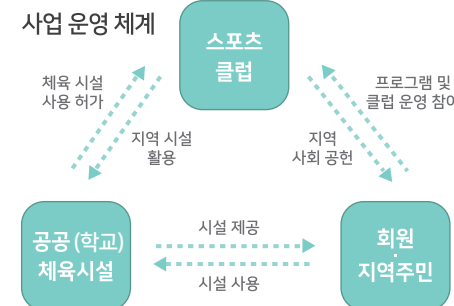 사업 운영 체계
스포츠
클럽
체육 시설
사용 허가
프로그램 및
클럽 운영 참여
지역 시설
활용
지역
사회 공헌
공공 (학교)
체육시설
시설 제공
시설 사용
회원
·
지역주민